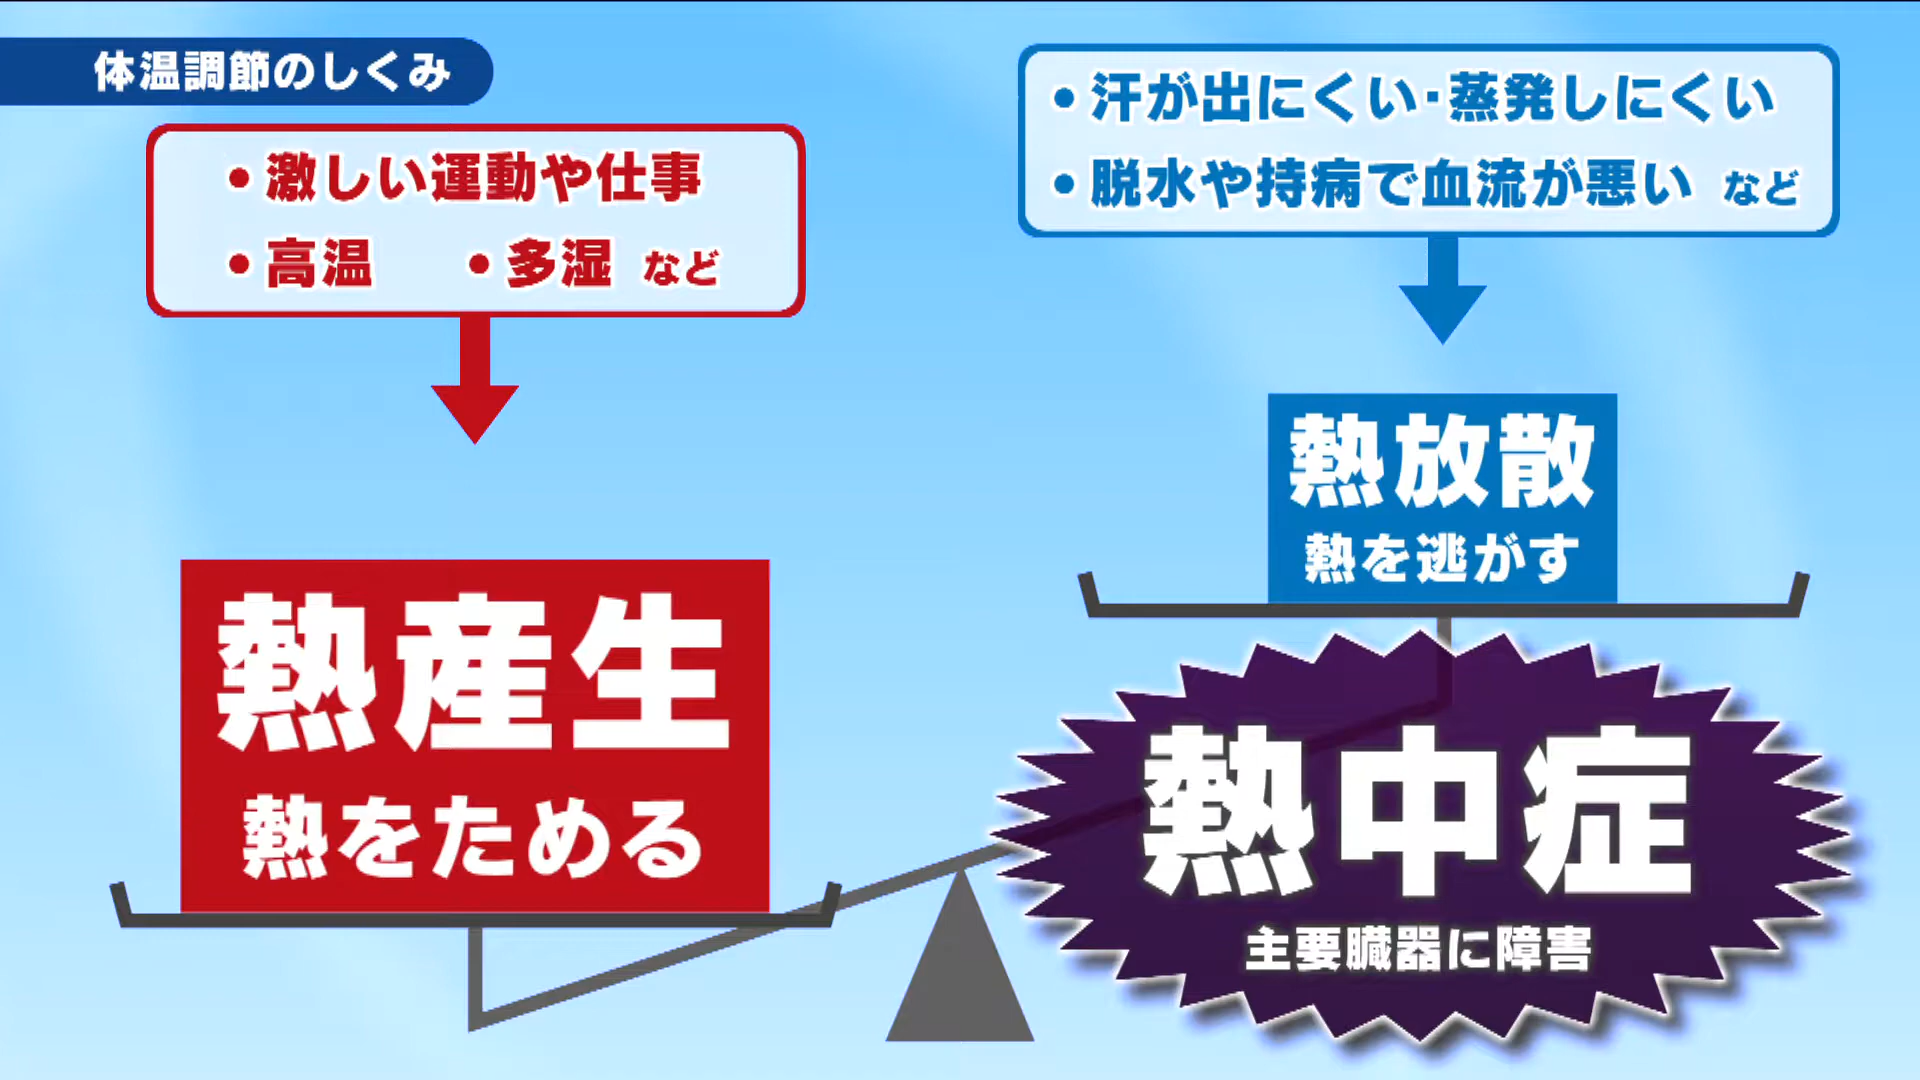 体温調節のしくみ
・激しい運動や仕事
・高温 ・多湿 など
・汗が出にくい・蒸発しにくい
・脱水や持病で血流が悪い など
熱産生
熱をためる
熱放散
熱を逃がす
熱中症
主要臓器に障害